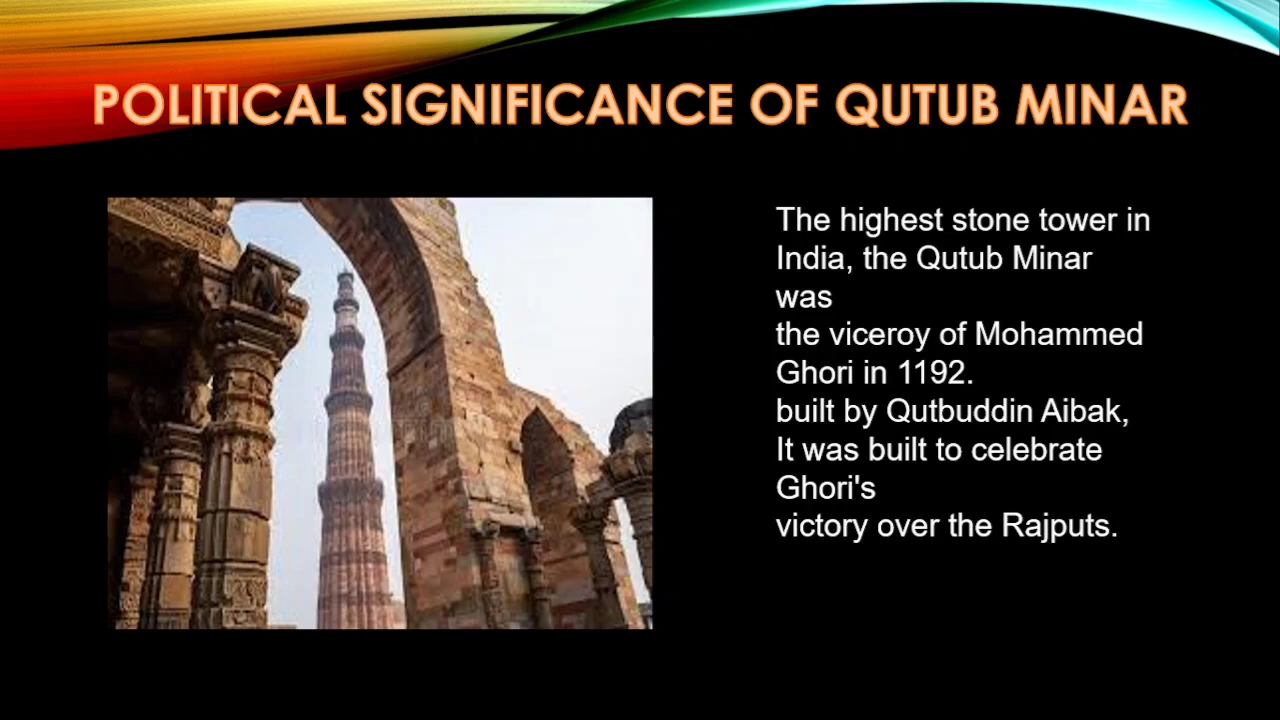 POLITICAL SIGNIFICANCE OF QUTUB MINAR
The highest stone tower in
India, the Qutub Minar
was
the viceroy of Mohammed
Ghori in 1192.
built by Qutbuddin Aibak,
It was built to celebrate
Ghori's
victory over the Rajputs.